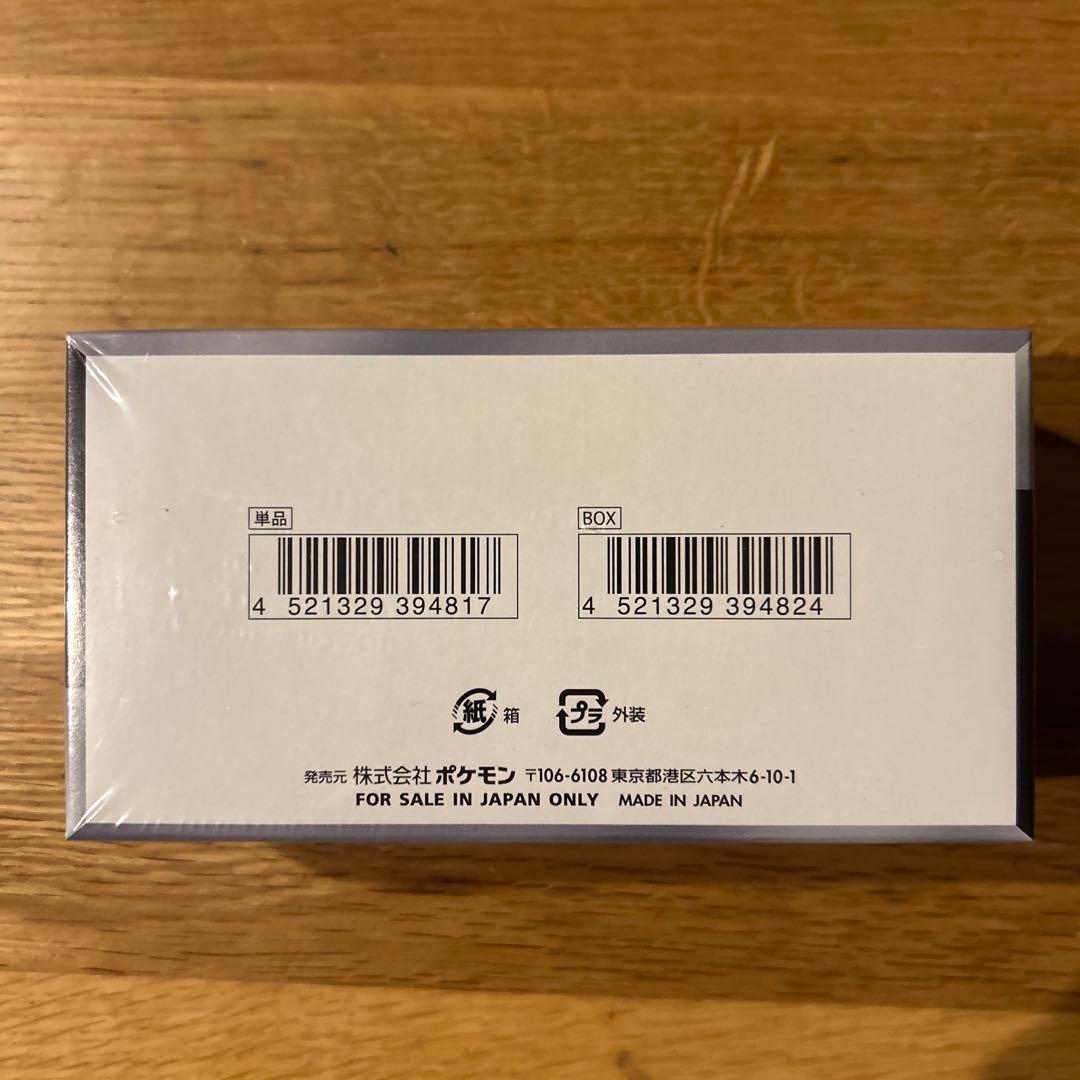 単品
BOX
4 521329 394817
4 521329 394824
紙 箱
プラ 外装
発売元 株式会社 ポケモン 〒106-6108 東京都港区六本木6-10-1
FOR SALE IN JAPAN ONLY MADE IN JAPAN